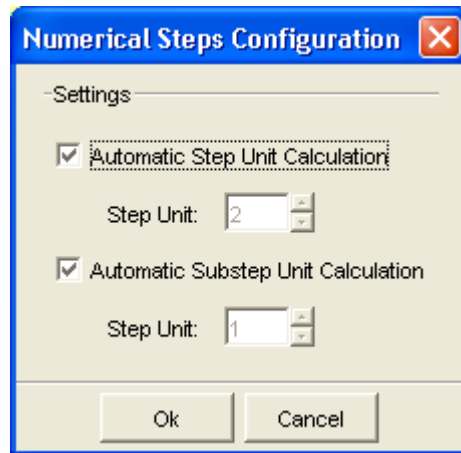 Numerical Steps Configuration
Settings
Automatic Step Unit Calculation
Step Unit: 2
Automatic Substep Unit Calculation
Step Unit: 1
Ok Cancel